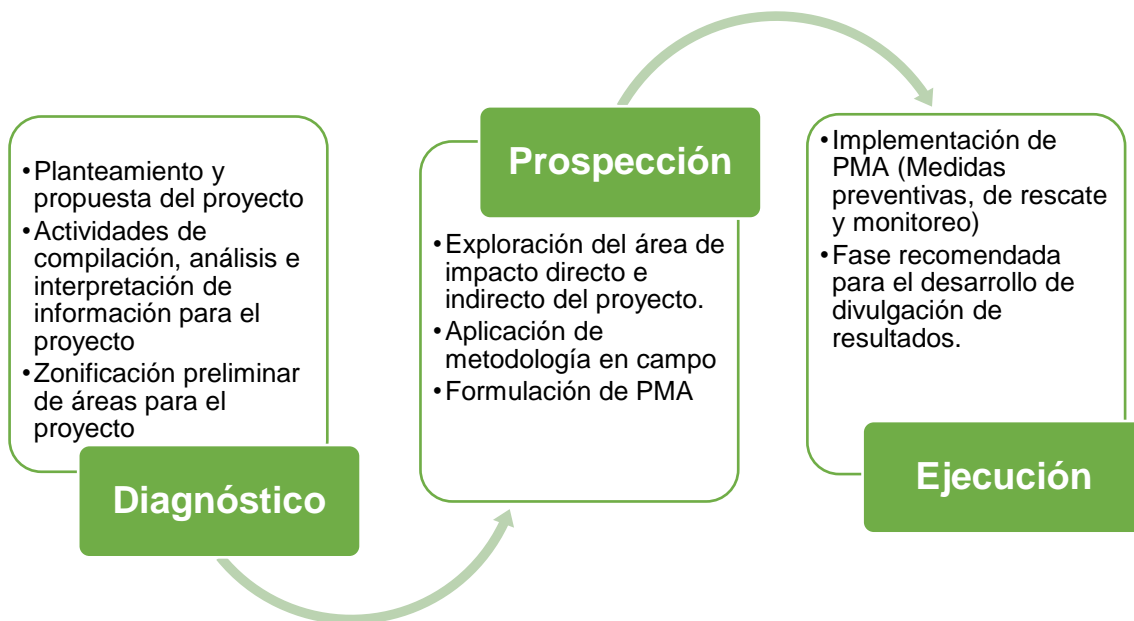 •Planteamiento y
propuesta del proyecto
•Actividades de
compilación, análisis e
interpretación de
información para el
proyecto
•Zonificación preliminar
de áreas para el
proyecto
Diagnóstico
Prospección
•Exploración del área de
impacto directo e
indirecto del proyecto.
•Aplicación de
metodología en campo
•Formulación de PMA
•Implementación de
PMA (Medidas
preventivas, de rescate
y monitoreo)
•Fase recomendada
para el desarrollo de
divulgación de
resultados.
Ejecución